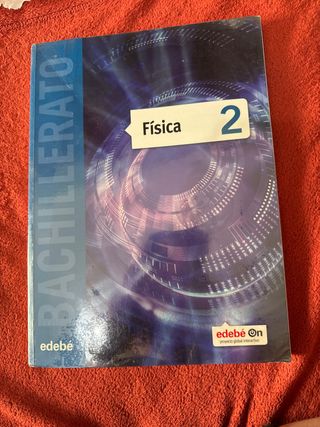 BACHILLERATO
Física 2
edebé
edebé On
proyecto global interactivo